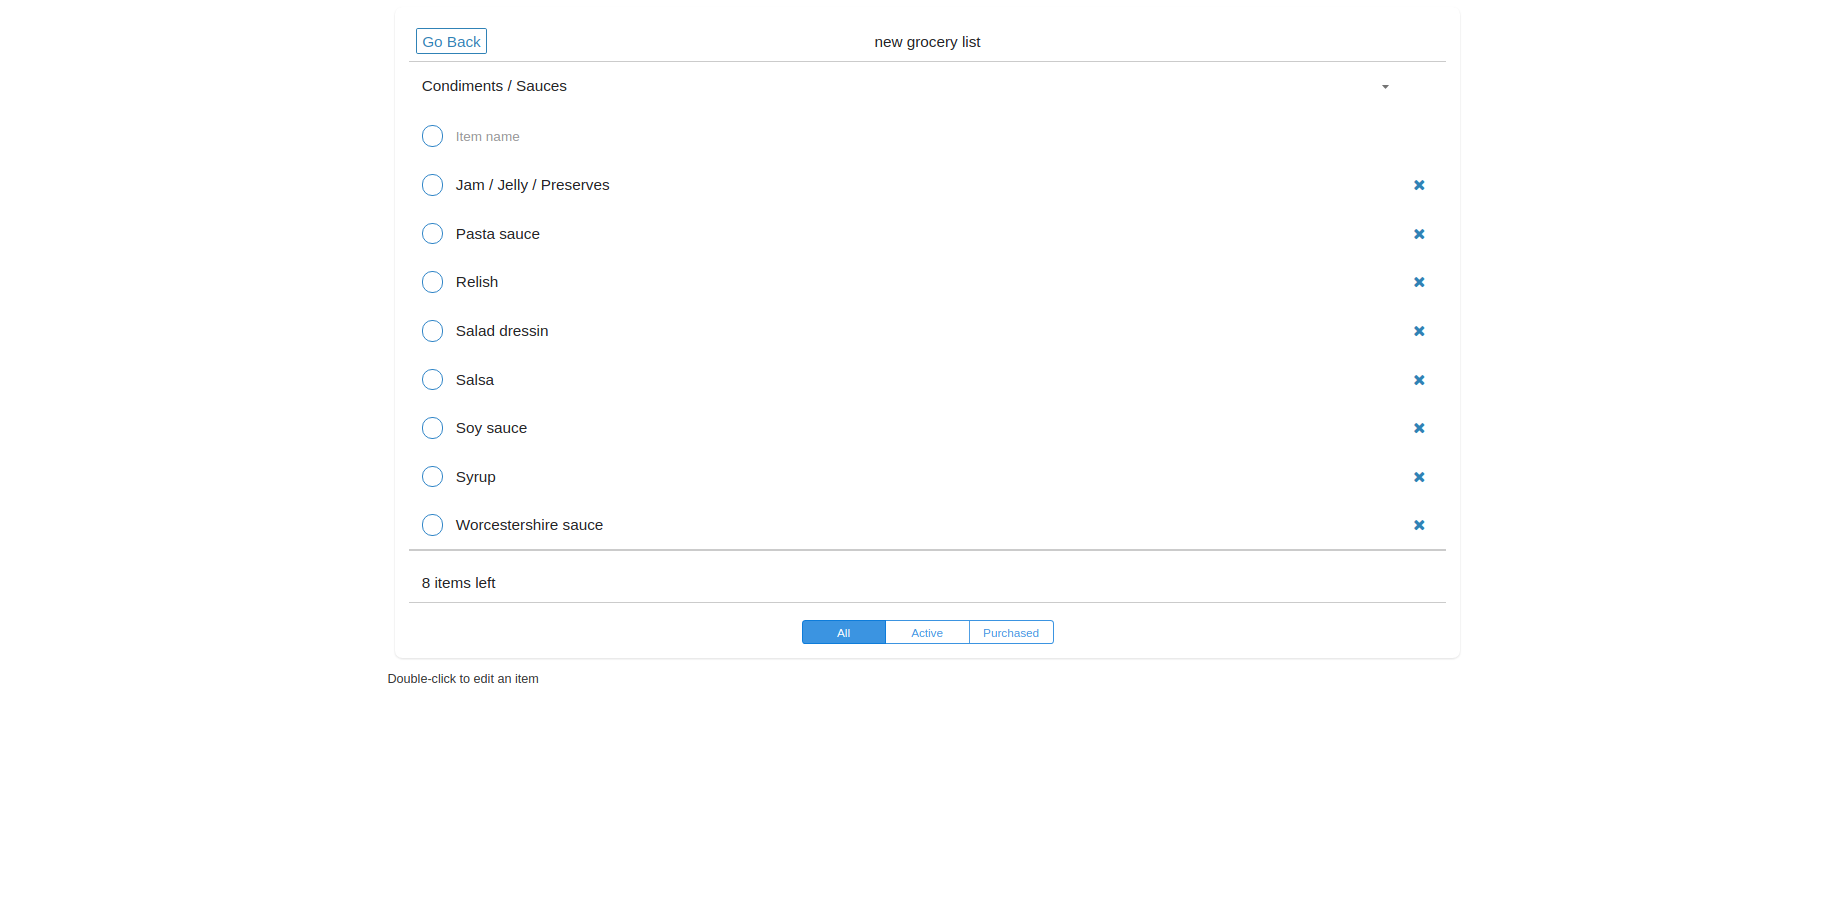 Go Back
new grocery list
Condiments / Sauces
Item name
Jam / Jelly / Preserves
Pasta sauce
Relish
Salad dressin
Salsa
Soy sauce
Syrup
Worcestershire sauce
8 items left
All
Active
Purchased
Double-click to edit an item